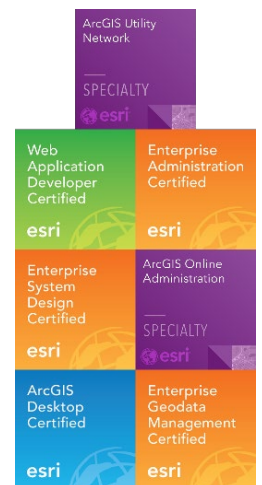 ArcGIS Utility
Network
SPECIALTY
esri
Web
Application
Developer
Certified
esri
Enterprise
Administration
Certified
esri
Enterprise
System
Design
Certified
esri
ArcGIS Online
Administration
SPECIALTY
esri
ArcGIS
Desktop
Certified
esri
Enterprise
Geodata
Management
Certified
esri